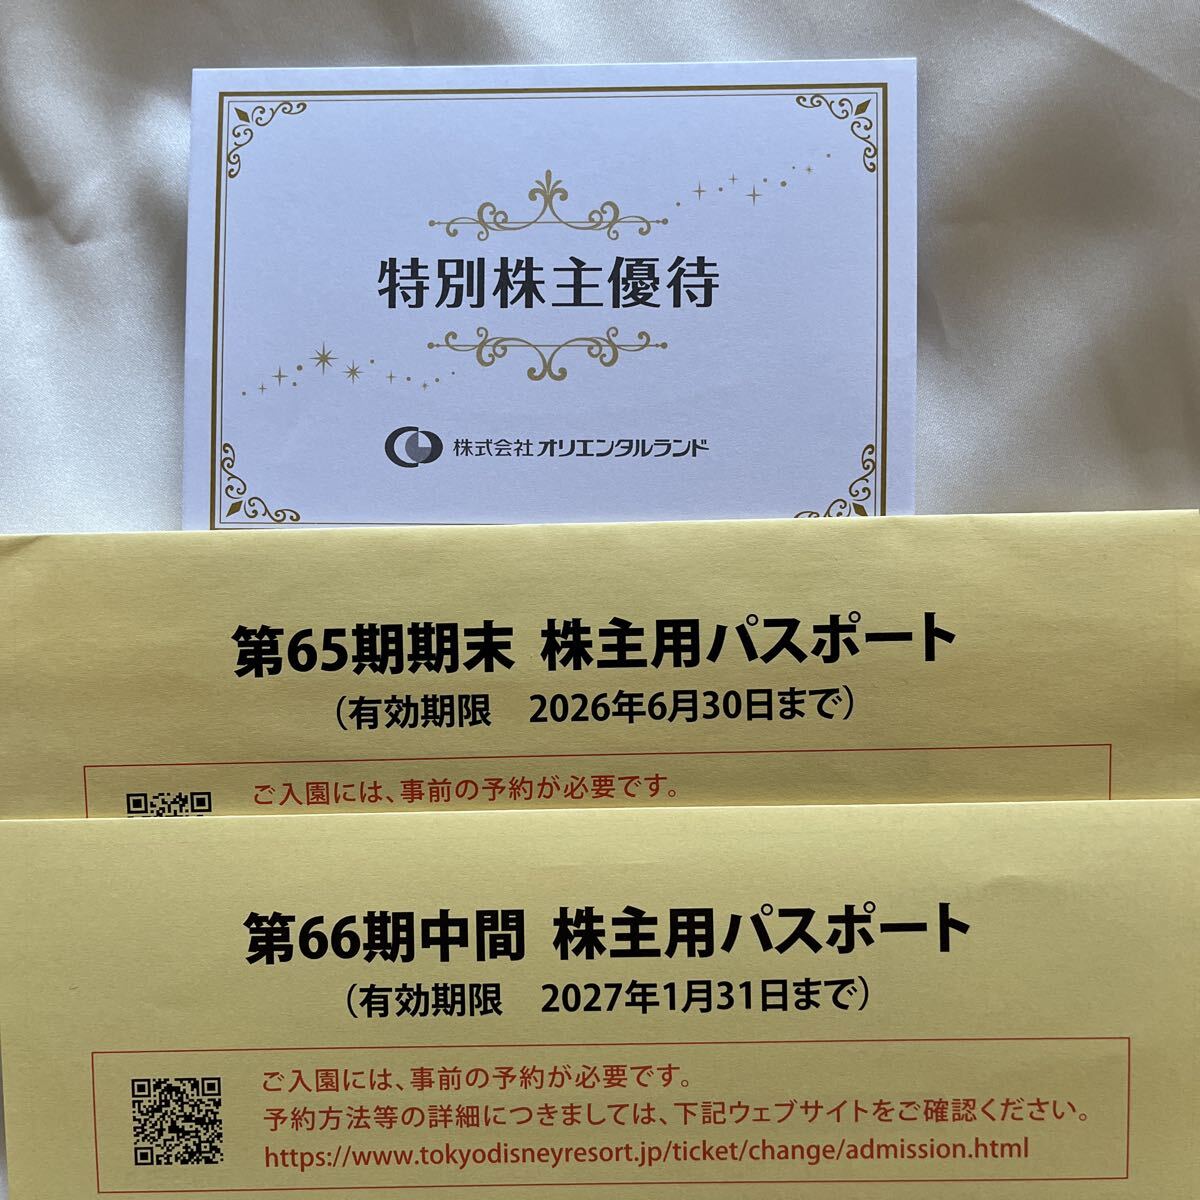 特別株主優待
株式会社オリエンタルランド
第65期期末 株主用パスポート
（有効期限　2026年6月30日まで）
ご入園には、事前の予約が必要です。
第66期中間 株主用パスポート
（有効期限　2027年1月31日まで）
ご入園には、事前の予約が必要です。
予約方法等の詳細につきましては、下記ウェブサイトをご確認ください。
https://www.tokyodisneyresort.jp/ticket/change/admission.html